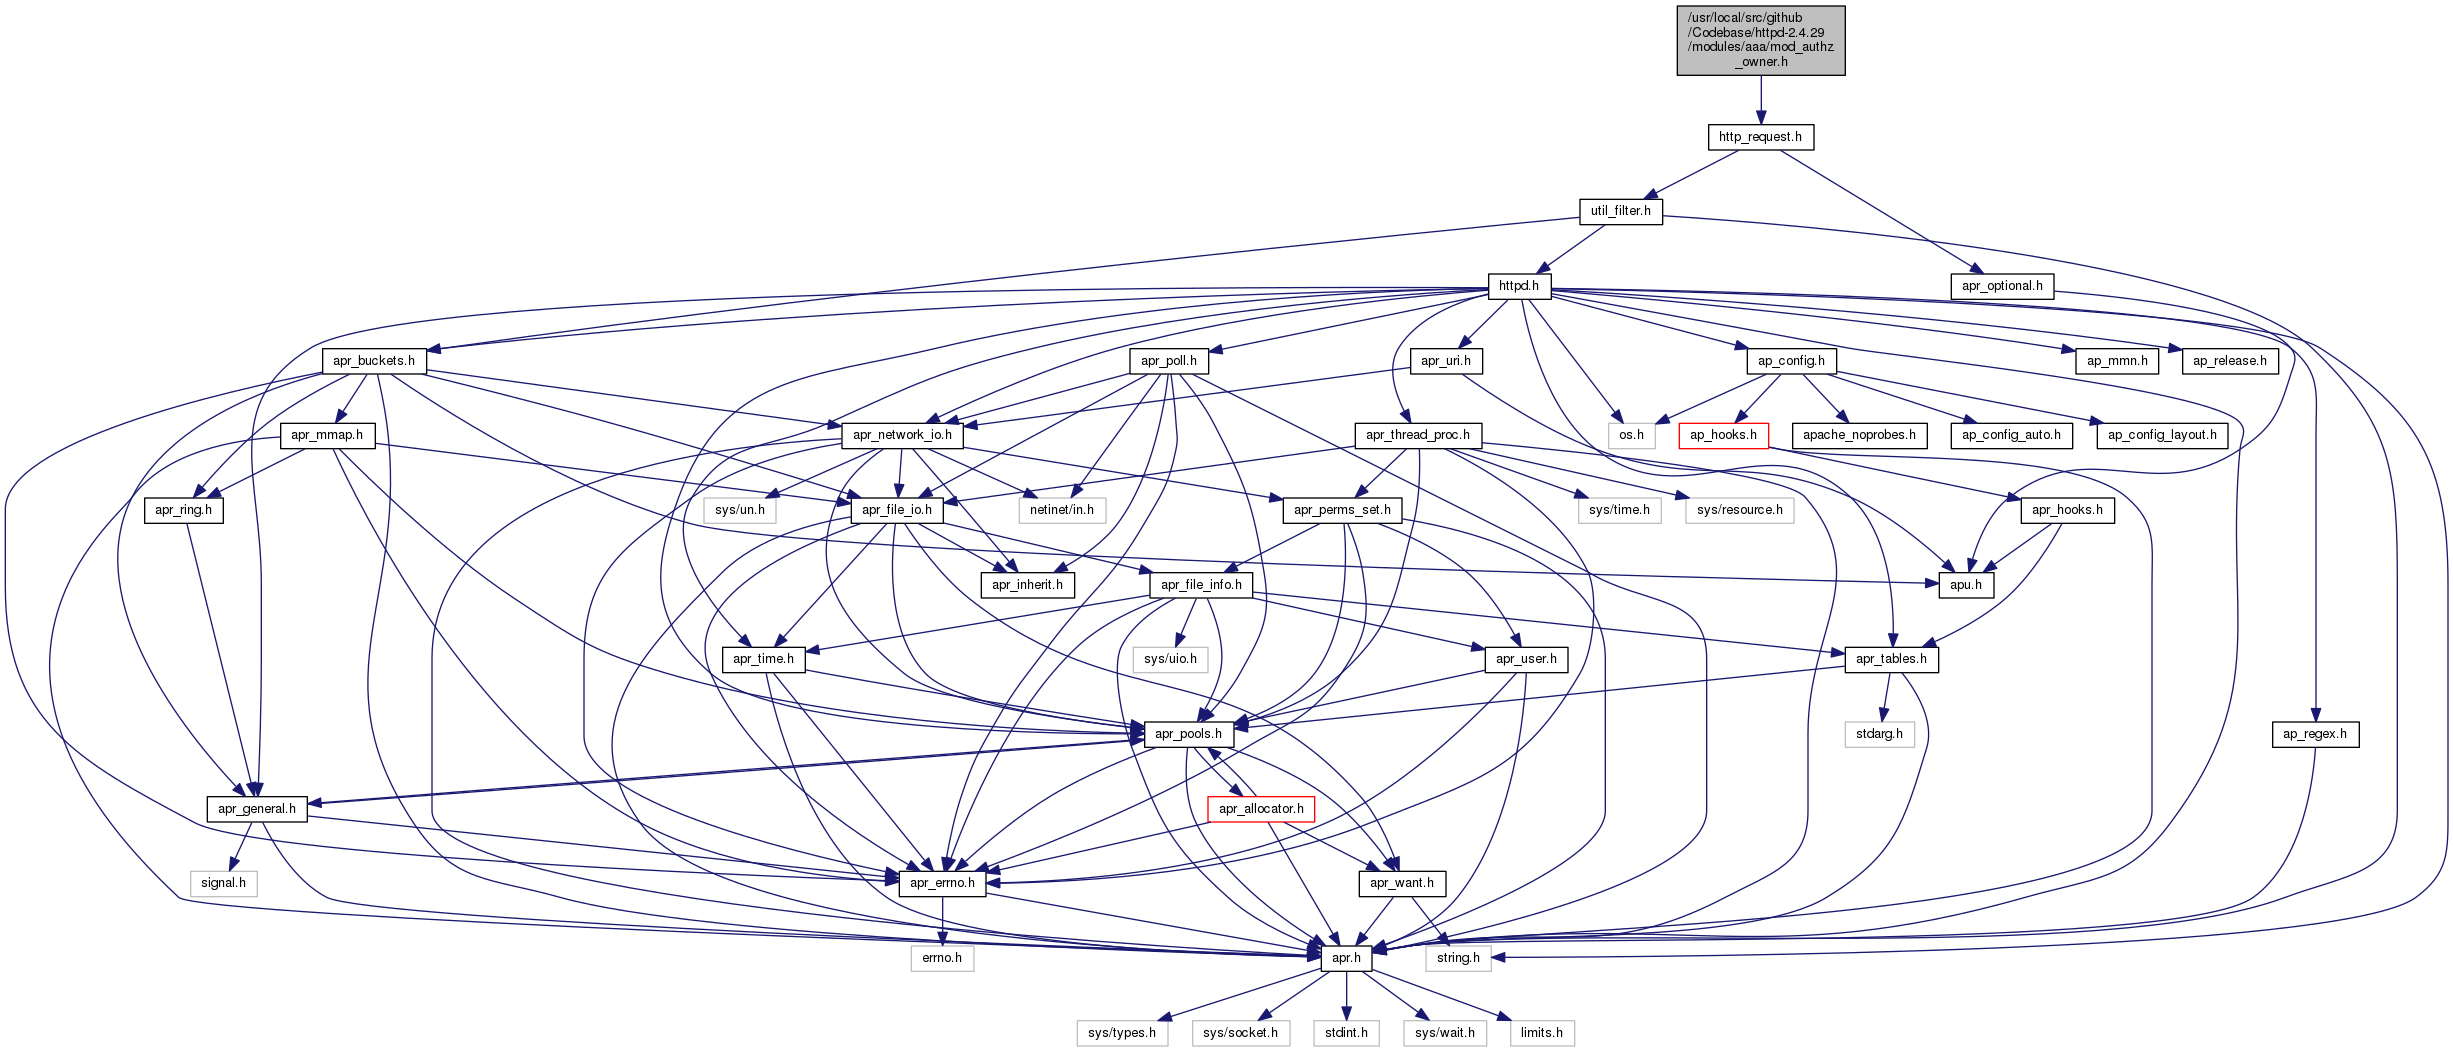 /usr/local/src/github
/Codebase/httpd-2.4.29
/modules/aaa/mod_authz
_owner.h
http_request.h
util_filter.h
httpd.h
apr_optional.h
apr_buckets.h
apr_poll.h
apr_uri.h
ap_config.h
ap_mmn.h
ap_release.h
apr_mmap.h
apr_network_io.h
apr_thread_proc.h
os.h
ap_hooks.h
apache_noprobes.h
ap_config_auto.h
ap_config_layout.h
apr_ring.h
sys/un.h
apr_file_io.h
netinet/in.h
apr_perms_set.h
sys/time.h
sys/resource.h
apr_hooks.h
apr_inherit.h
apr_file_info.h
apu.h
apr_time.h
sys/uio.h
apr_user.h
apr_tables.h
apr_pools.h
stdarg.h
ap_regex.h
apr_general.h
apr_allocator.h
signal.h
apr_errno.h
apr_want.h
errno.h
apr.h
string.h
sys/types.h
sys/socket.h
stdint.h
sys/wait.h
limits.h